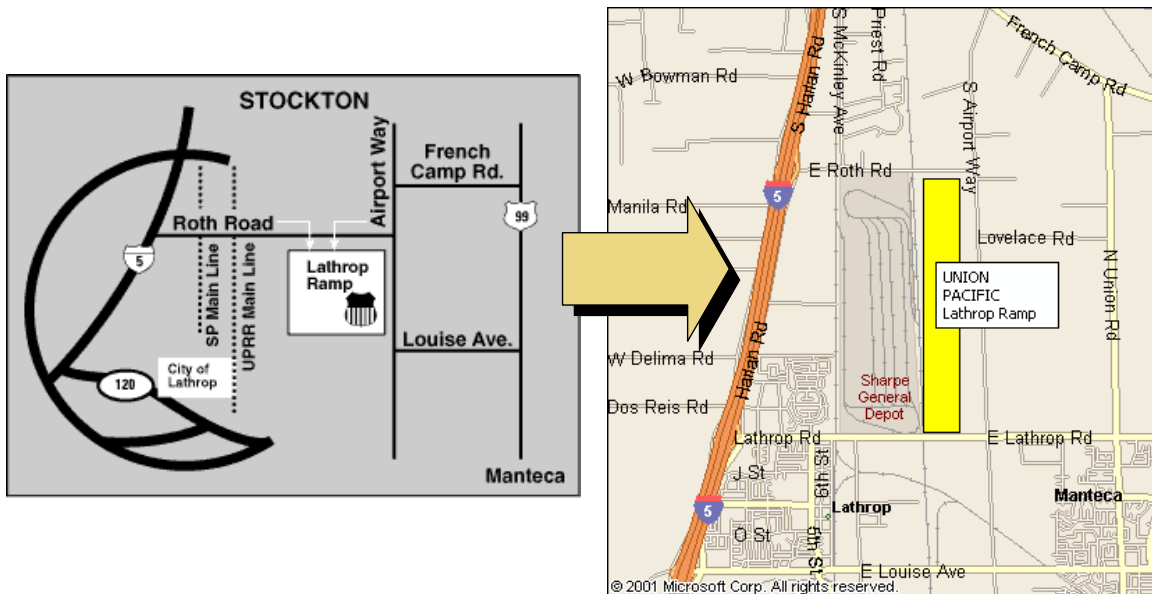 STOCKTON
Airport Way
French
Camp Rd.
99
Roth Road
5
SP Main Line
UPRR Main Line
Lathrop
Ramp
Louise Ave.
City of
Lathrop
120
Manteca
W Bowman Rd
S Harlan Rd
S McKinley Ave
Priest Rd
French Camp Rd
S Airport Way
E Roth Rd
5
Manila Rd
Lovelace Rd
N Union Rd
UNION
PACIFIC
Lathrop Ramp
W Delima Rd
Harlan Rd
Sharpe
General
Depot
Dos Reis Rd
Lathrop Rd
E Lathrop Rd
J St
6th St
5
Lathrop
Manteca
O St
5th St
E Louise Ave
© 2001 Microsoft Corp. All rights reserved.